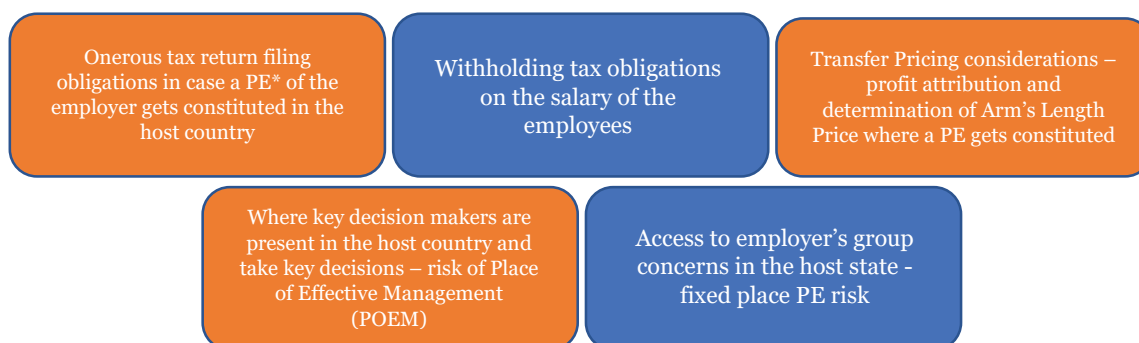 Onerous tax return filing
obligations in case a PE* of the
employer gets constituted in the
host country
Withholding tax obligations
on the salary of the
employees
Transfer Pricing considerations –
profit attribution and
determination of Arm's Length
Price where a PE gets constituted
Where key decision makers are
present in the host country and
take key decisions – risk of Place
of Effective Management
(POEM)
Access to employer's group
concerns in the host state -
fixed place PE risk